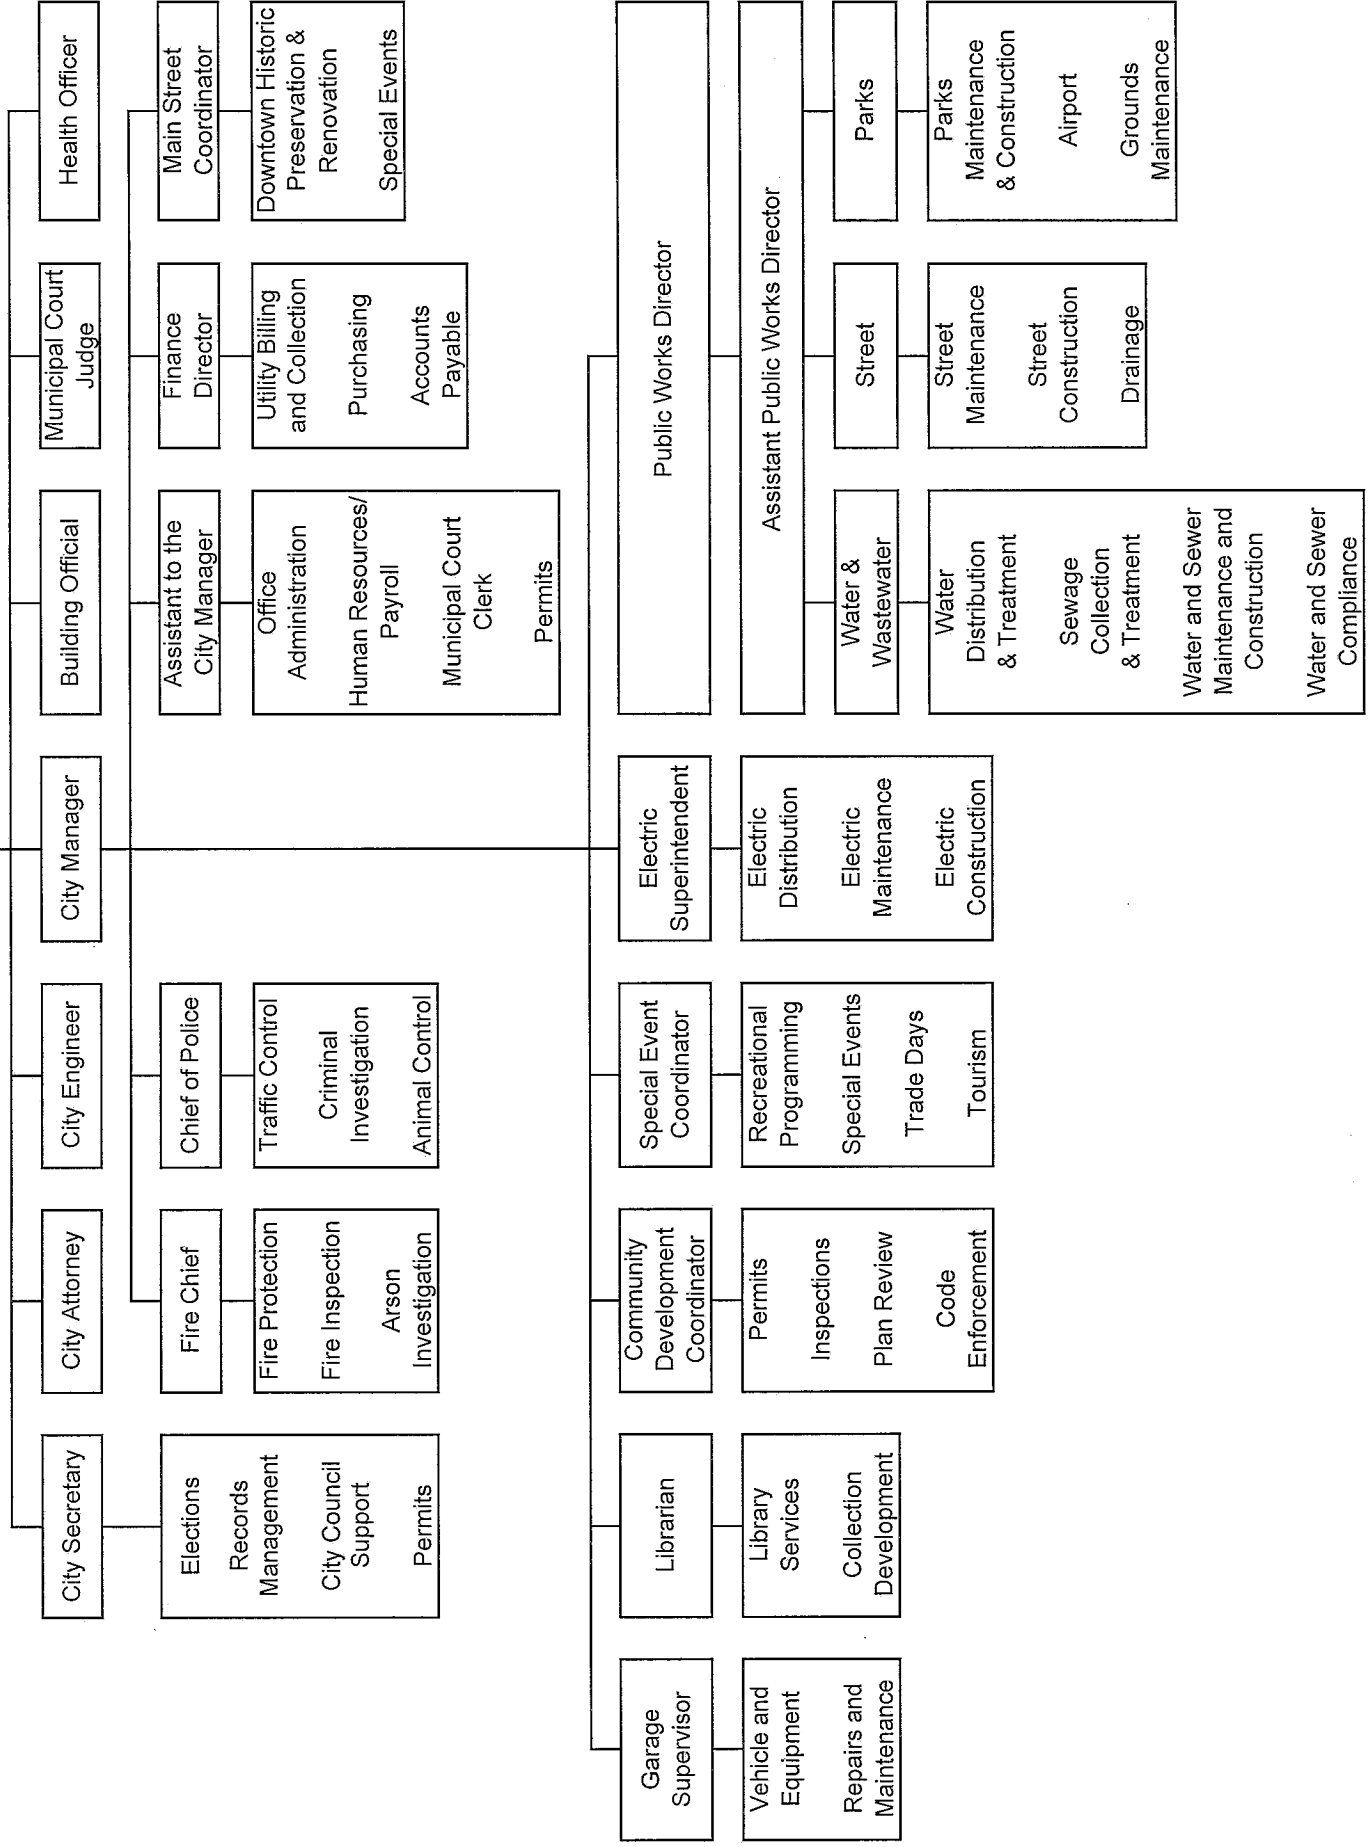 City Secretary
City Attorney
City Engineer
City Manager
Building Official
Municipal Court
Judge
Health Officer
Elections
Records
Management
City Council
Support
Permits
Fire Chief
Fire Protection
Fire Inspection
Arson
Investigation
Chief of Police
Traffic Control
Criminal
Investigation
Animal Control
Assistant to the
City Manager
Office
Administration
Human Resources/
Payroll
Municipal Court
Clerk
Permits
Finance
Director
Utility Billing
and Collection
Purchasing
Accounts
Payable
Main Street
Coordinator
Downtown Historic
Preservation &
Renovation
Special Events
Garage
Supervisor
Vehicle and
Equipment
Repairs and
Maintenance
Librarian
Library
Services
Collection
Development
Community
Development
Coordinator
Permits
Inspections
Plan Review
Code
Enforcement
Special Event
Coordinator
Recreational
Programming
Special Events
Trade Days
Tourism
Electric
Superintendent
Electric
Distribution
Electric
Maintenance
Electric
Construction
Public Works Director
Assistant Public Works Director
Water &
Wastewater
Water
Distribution
& Treatment
Sewage
Collection
& Treatment
Water and Sewer
Maintenance and
Construction
Water and Sewer
Compliance
Street
Street
Maintenance
Street
Construction
Drainage
Parks
Parks
Maintenance
& Construction
Airport
Grounds
Maintenance